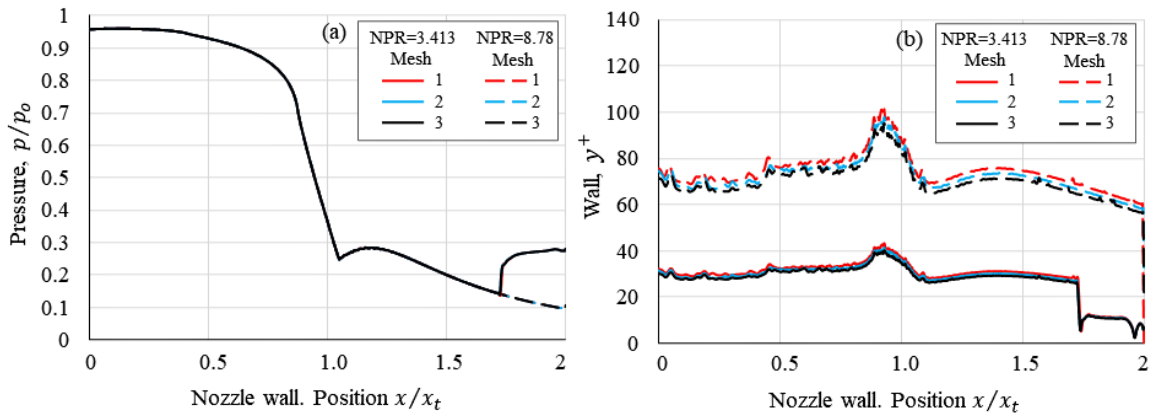 (a)
NPR=3.413 NPR=8.78
Mesh Mesh
1 1
2 2
3 3
Pressure, p/pₒ
1
0.9
0.8
0.7
0.6
0.5
0.4
0.3
0.2
0.1
0
0 0.5 1.0 1.5 2
Nozzle wall. Position x/xₜ
(b)
NPR=3.413 NPR=8.78
Mesh Mesh
1 1
2 2
3 3
Wall, y⁺
140
120
100
80
60
40
20
0
0.5 1.0 1.5 2
Nozzle wall. Position x/xₜ